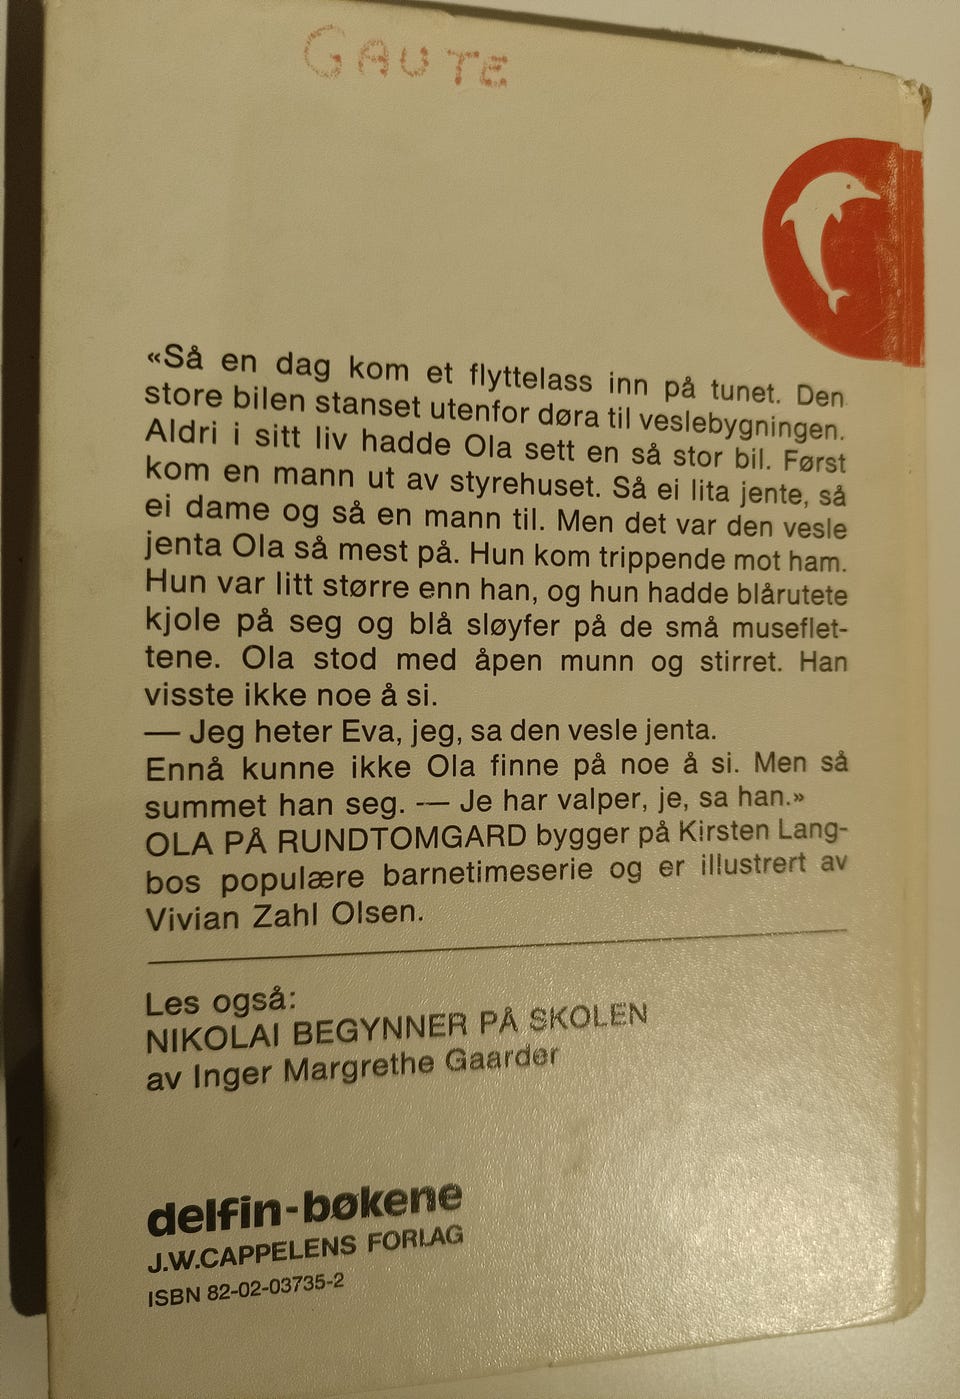 GAUTE
«Så en dag kom et flyttelass inn på tunet. Den
store bilen stanset utenfor døra til veslebygningen.
Aldri i sitt liv hadde Ola sett en så stor bil. Først
kom en mann ut av styrehuset. Så ei lita jente, så
ei dame og så en mann til. Men det var den vesle
jenta Ola så mest på. Hun kom trippende mot ham.
Hun var litt større enn han, og hun hadde blårutete
kjole på seg og blå sløyfer på de små museflet-
tene. Ola stod med åpen munn og stirret. Han
visste ikke noe å si.
— Jeg heter Eva, jeg, sa den vesle jenta.
Ennå kunne ikke Ola finne på noe å si. Men så
summet han seg. — Je har valper, je, sa han.»
OLA PÅ RUNDTOMGARD bygger på Kirsten Lang-
bos populære barnetimeserie og er illustrert av
Vivian Zahl Olsen.
Les også:
NIKOLAI BEGYNNER PÅ SKOLEN
av Inger Margrethe Gaarder
delfin-bøkene
J.W.CAPPELENS FORLAG
ISBN 82-02-03735-2